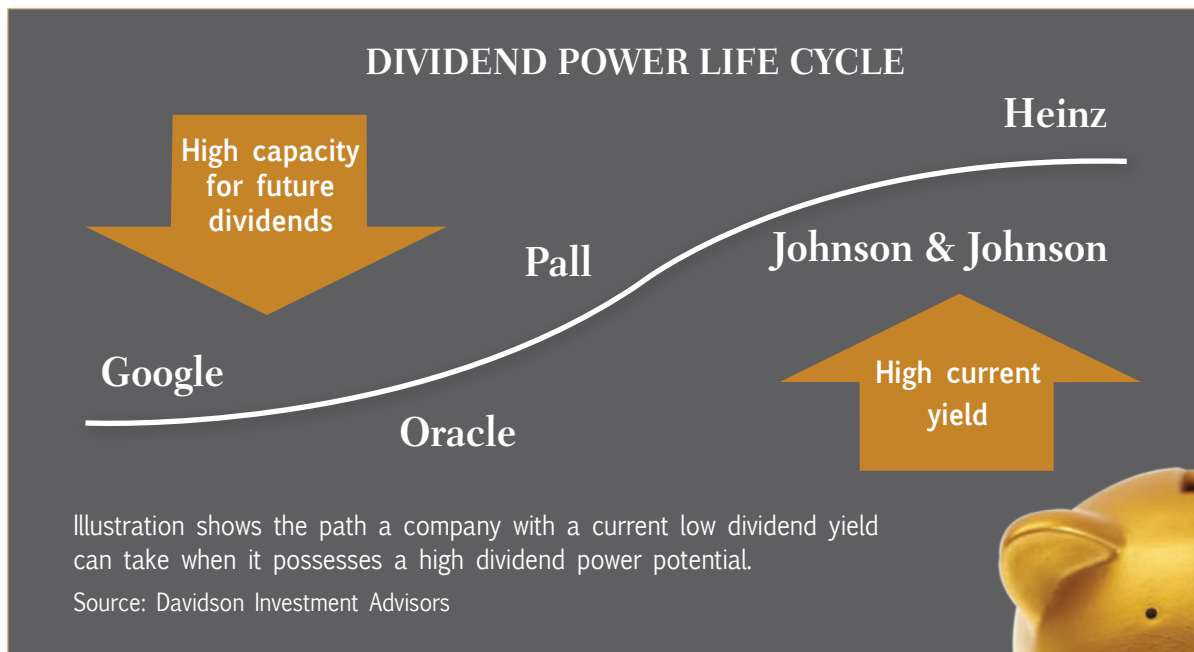 DIVIDEND POWER LIFE CYCLE
Heinz
High capacity
for future
dividends
Pall
Johnson & Johnson
Google
High current
yield
Oracle
Illustration shows the path a company with a current low dividend yield
can take when it possesses a high dividend power potential.
Source: Davidson Investment Advisors